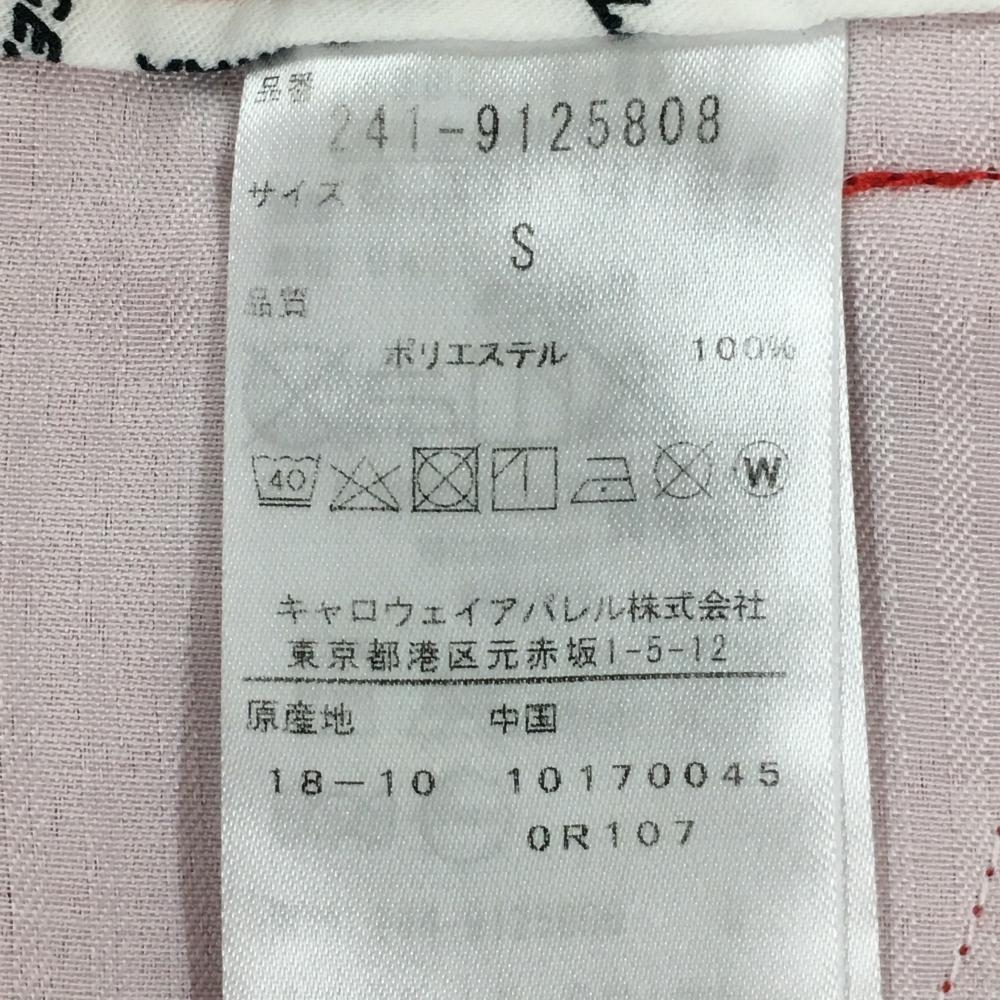 品番
241-9125808
サイズ
S
品質
ポリエステル 100%
40 W
キャロウェイアパレル株式会社
東京都港区元赤坂1-5-12
原産地 中国
18-10 10170045
0R107